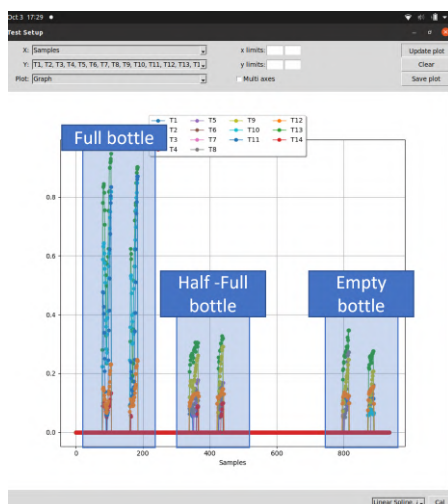 Oct 3 17:29
Test Setup
X: Samples
x limits:
Update plot
Y: T1, T2, T3, T4, T5, T6, T7, T8, T9, T10, T11, T12, T13, T1
y limits:
Clear
Plot: Graph
Multi axes
Save plot
T1 T5 T9 T12
T2 T6 T10 T13
T3 T7 T11 T14
T4 T8
Full bottle
Half -Full
bottle
Empty
bottle
0.8
0.6
0.4
0.2
0.0
0 200 400 600 800
Samples
Linear Spline (-
Cal